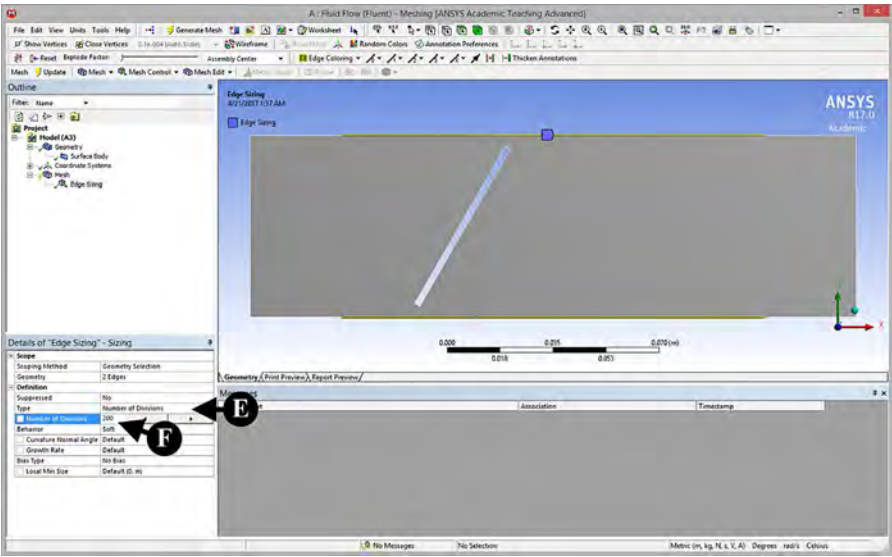 A : Fluid Flow (Fluent) - Meshing [ANSYS Academic Teaching Advanced]
File Edit View Units Tools Help Generate Mesh Worksheet
Show Vertices Close Vertices Wireframe Random Colors Annotation Preferences
Reset Explode Factor: Assembly Center Edge Coloring Thicken Annotations
Mesh Update Mesh Mesh Control Mesh Edit
Outline
Filter: Name
Project
Model (A3)
Geometry
Surface Body
Coordinate Systems
Mesh
Edge Sizing
Edge Sizing
4/21/2017 1:37 AM
Edge Sizing
ANSYS
R17.0
Academic
X
0.000 0.035 0.070 (m)
0.018 0.053
Geometry Print Preview Report Preview
Details of "Edge Sizing" - Sizing
Scope
Scoping Method Geometry Selection
Geometry 2 Edges
Definition
Suppressed No
Type Number of Divisions
Number of Divisions 200
Behavior Soft
Curvature Normal Angle Default
Growth Rate Default
Bias Type No Bias
Local Min Size Default (0. m)
E
F
Association Timestamp
No Messages No Selection Metric (m, kg, N, s, V, A) Degrees rad/s Celsius